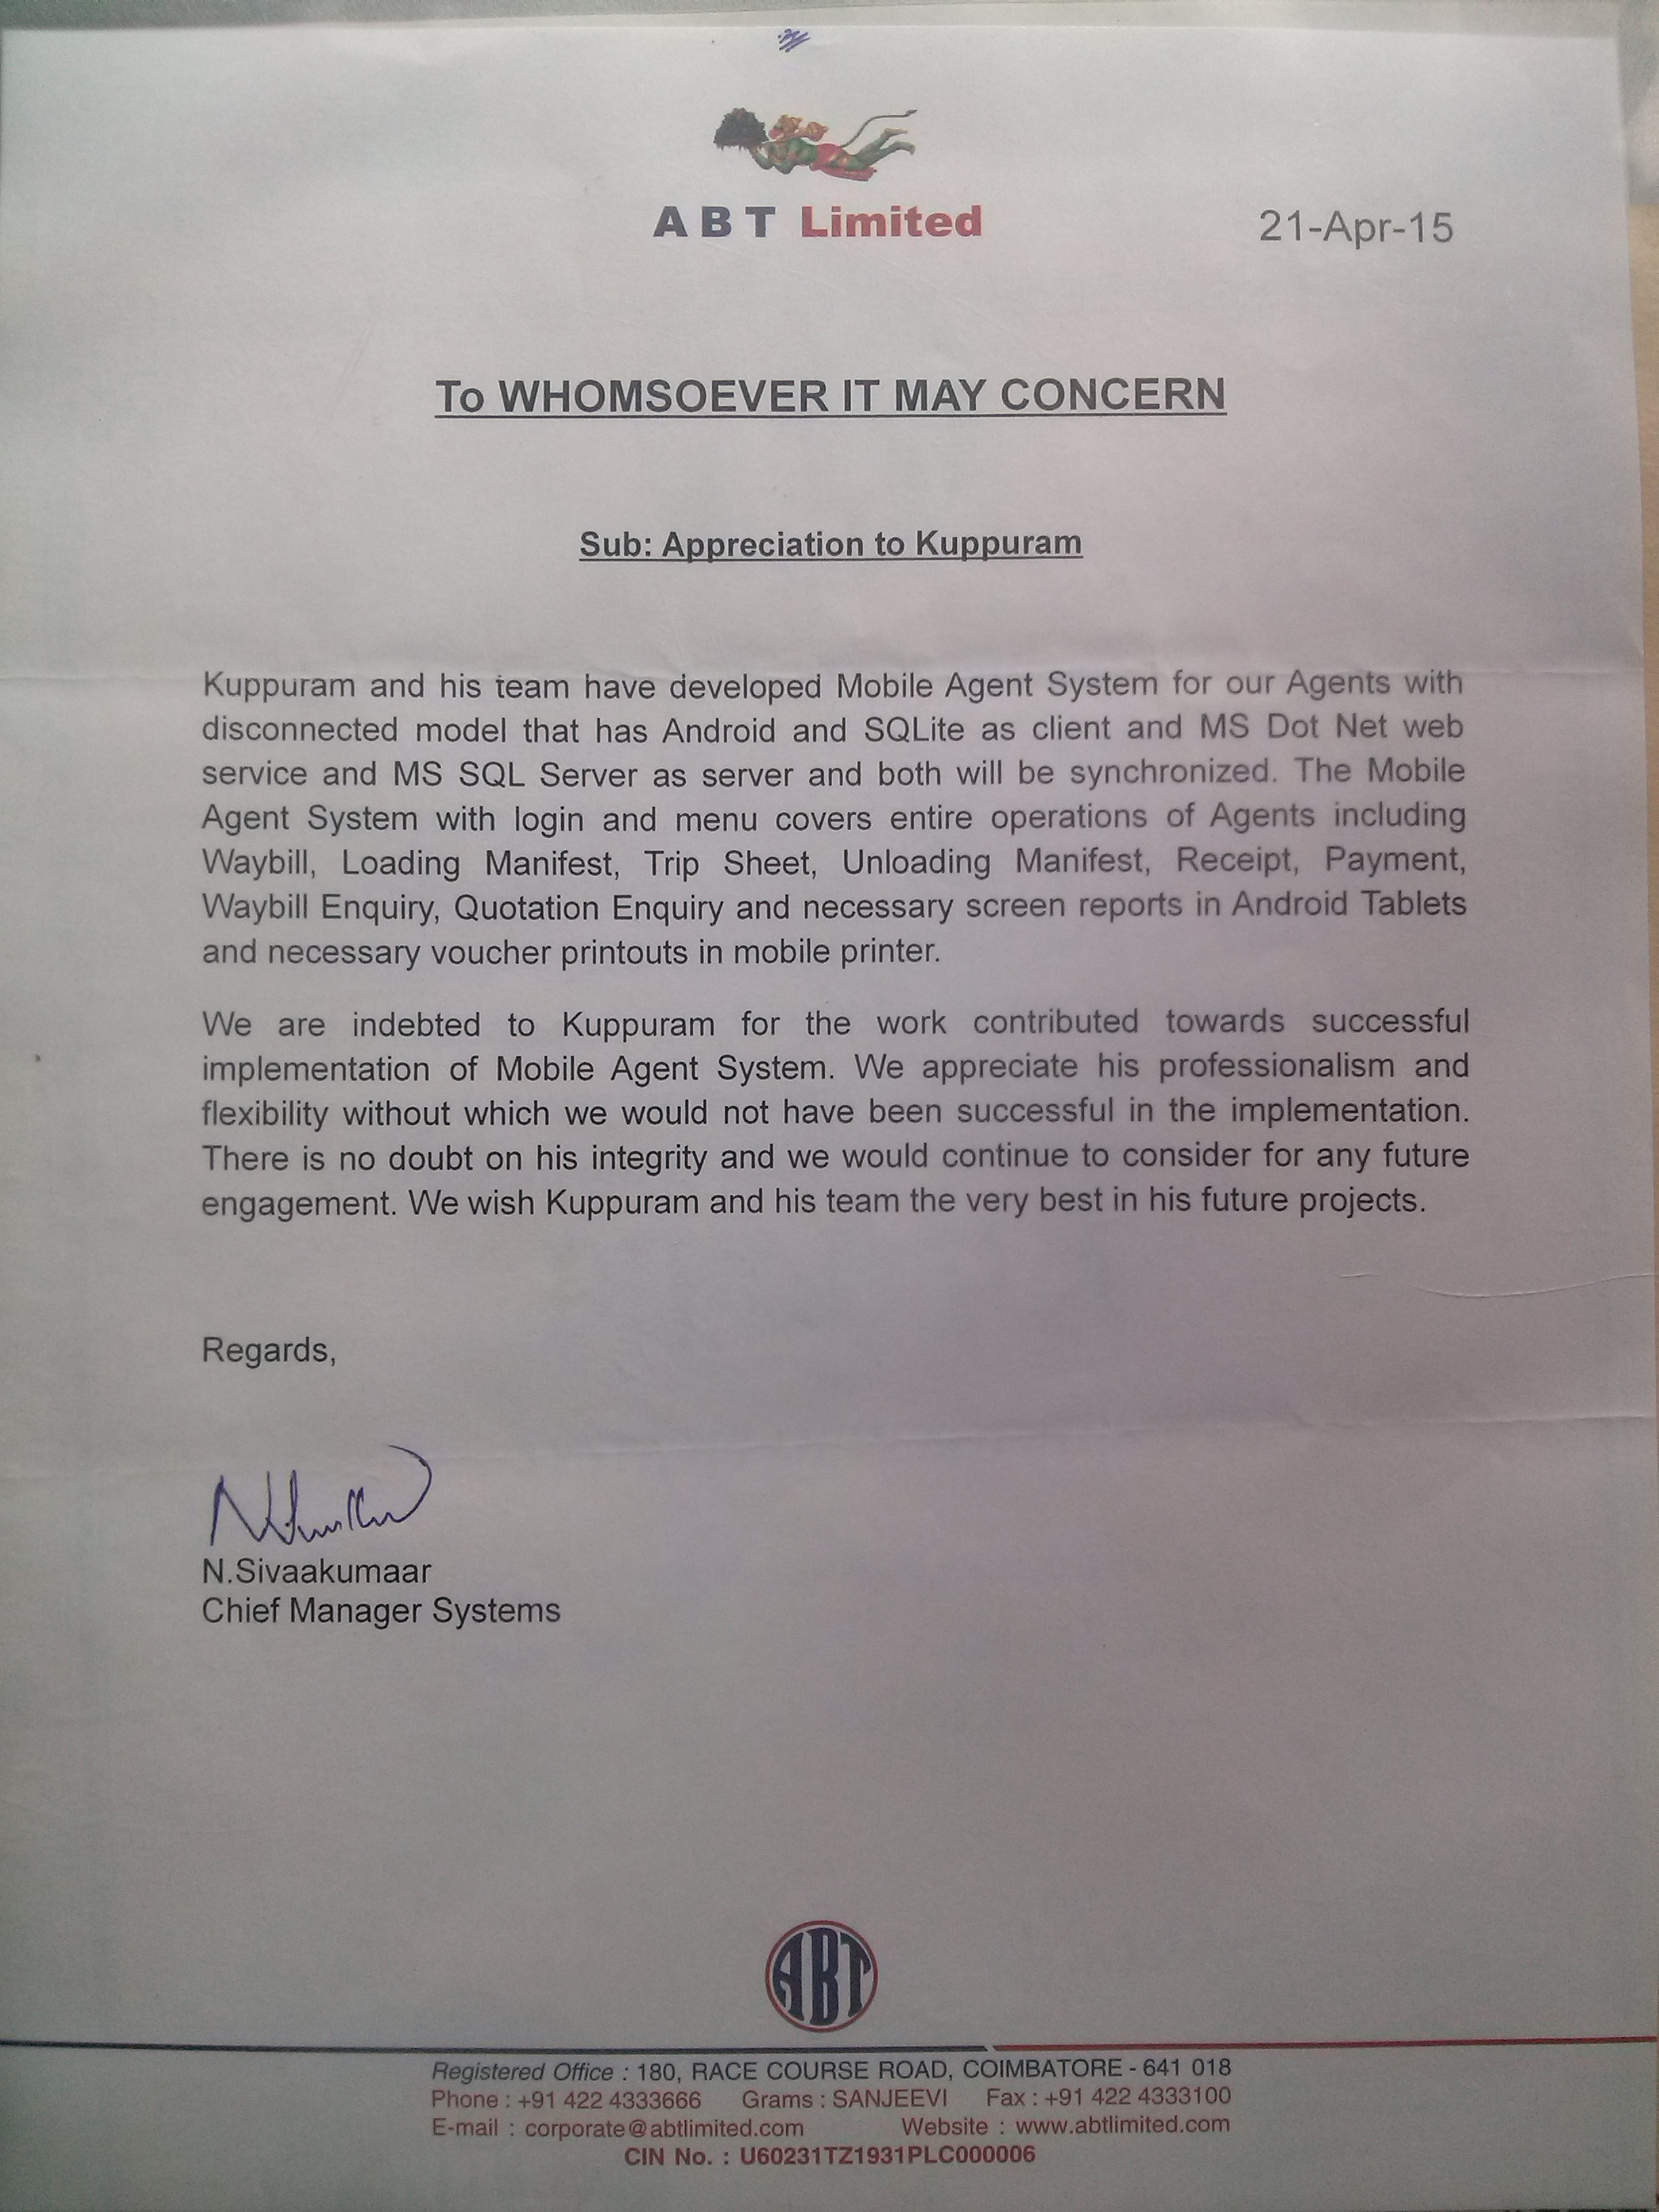 ABT Limited
21-Apr-15
To WHOMSOEVER IT MAY CONCERN
Sub: Appreciation to Kuppuram
Kuppuram and his team have developed Mobile Agent System for our Agents with
disconnected model that has Android and SQLite as client and MS Dot Net web
service and MS SQL Server as server and both will be synchronized. The Mobile
Agent System with login and menu covers entire operations of Agents including
Waybill, Loading Manifest, Trip Sheet, Unloading Manifest, Receipt, Payment,
Waybill Enquiry, Quotation Enquiry and necessary screen reports in Android Tablets
and necessary voucher printouts in mobile printer.
We are indebted to Kuppuram for the work contributed towards successful
implementation of Mobile Agent System. We appreciate his professionalism and
flexibility without which we would not have been successful in the implementation.
There is no doubt on his integrity and we would continue to consider for any future
engagement. We wish Kuppuram and his team the very best in his future projects.
Regards,
N.Sivaakumaar
Chief Manager Systems
ABT
Registered Office : 180, RACE COURSE ROAD, COIMBATORE - 641 018
Phone : +91 422 4333666 Grams : SANJEEVI Fax : +91 422 4333100
E-mail : corporate@abtlimited.com Website : www.abtlimited.com
CIN No. : U60231TZ1931PLC000006